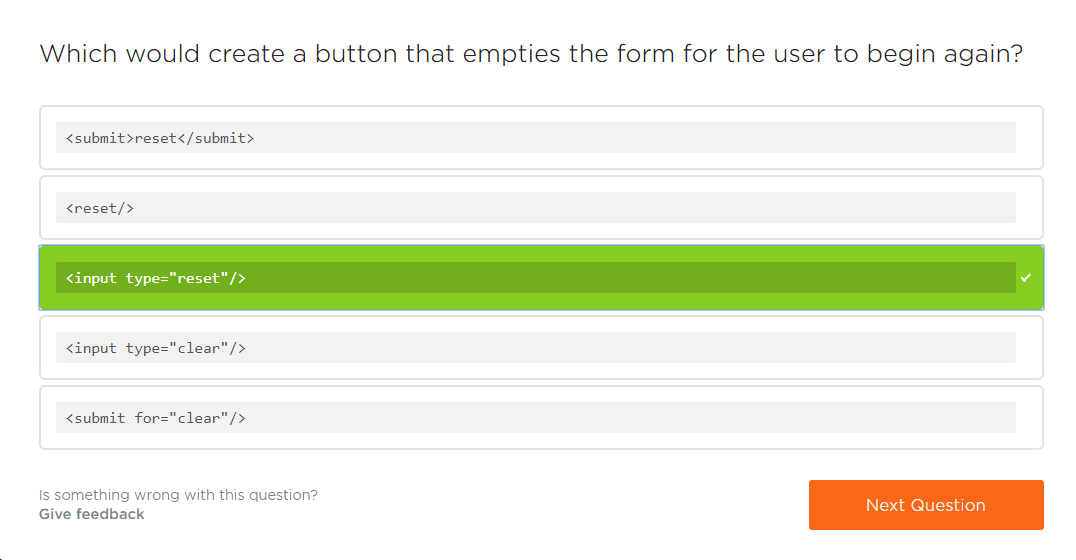 Which would create a button that empties the form for the user to begin again?
<submit>reset</submit>
<reset/>
<input type="reset"/>
<input type="clear"/>
<submit for="clear"/>
Is something wrong with this question?
Give feedback
Next Question